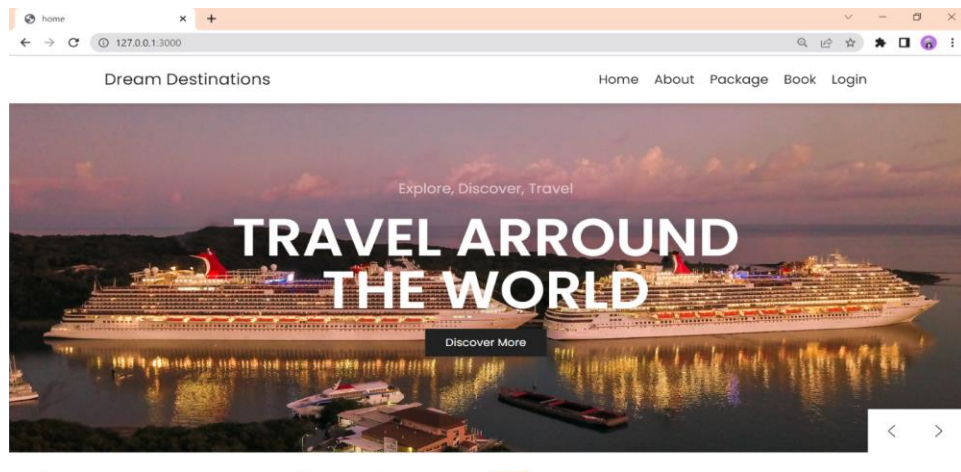 home
127.0.0.1:3000
Dream Destinations
Home About Package Book Login
Explore, Discover, Travel
TRAVEL ARROUND
THE WORLD
Discover More